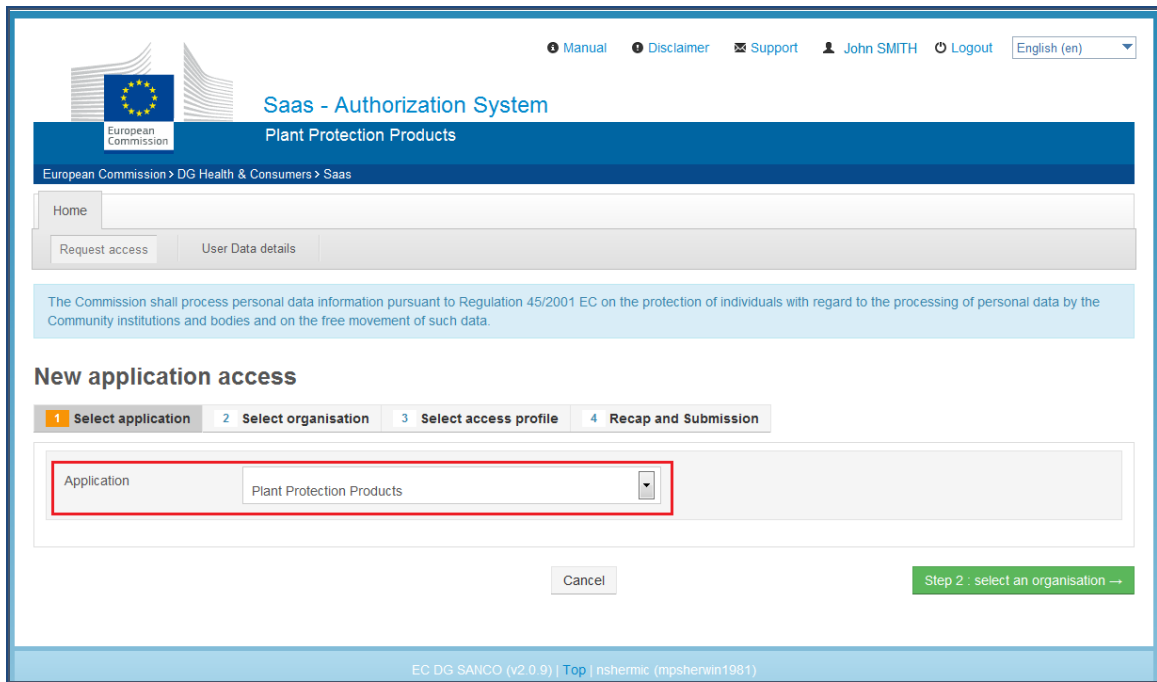 Manual Disclaimer Support John SMITH Logout English (en)
Saas - Authorization System
European
Commission
Plant Protection Products
European Commission > DG Health & Consumers > Saas
Home
Request access User Data details
The Commission shall process personal data information pursuant to Regulation 45/2001 EC on the protection of individuals with regard to the processing of personal data by the
Community institutions and bodies and on the free movement of such data.
New application access
1 Select application 2 Select organisation 3 Select access profile 4 Recap and Submission
Application
Plant Protection Products
Cancel Step 2 : select an organisation →
EC DG SANCO (v2.0.9) | Top | nshermic (mpsherwin1981)